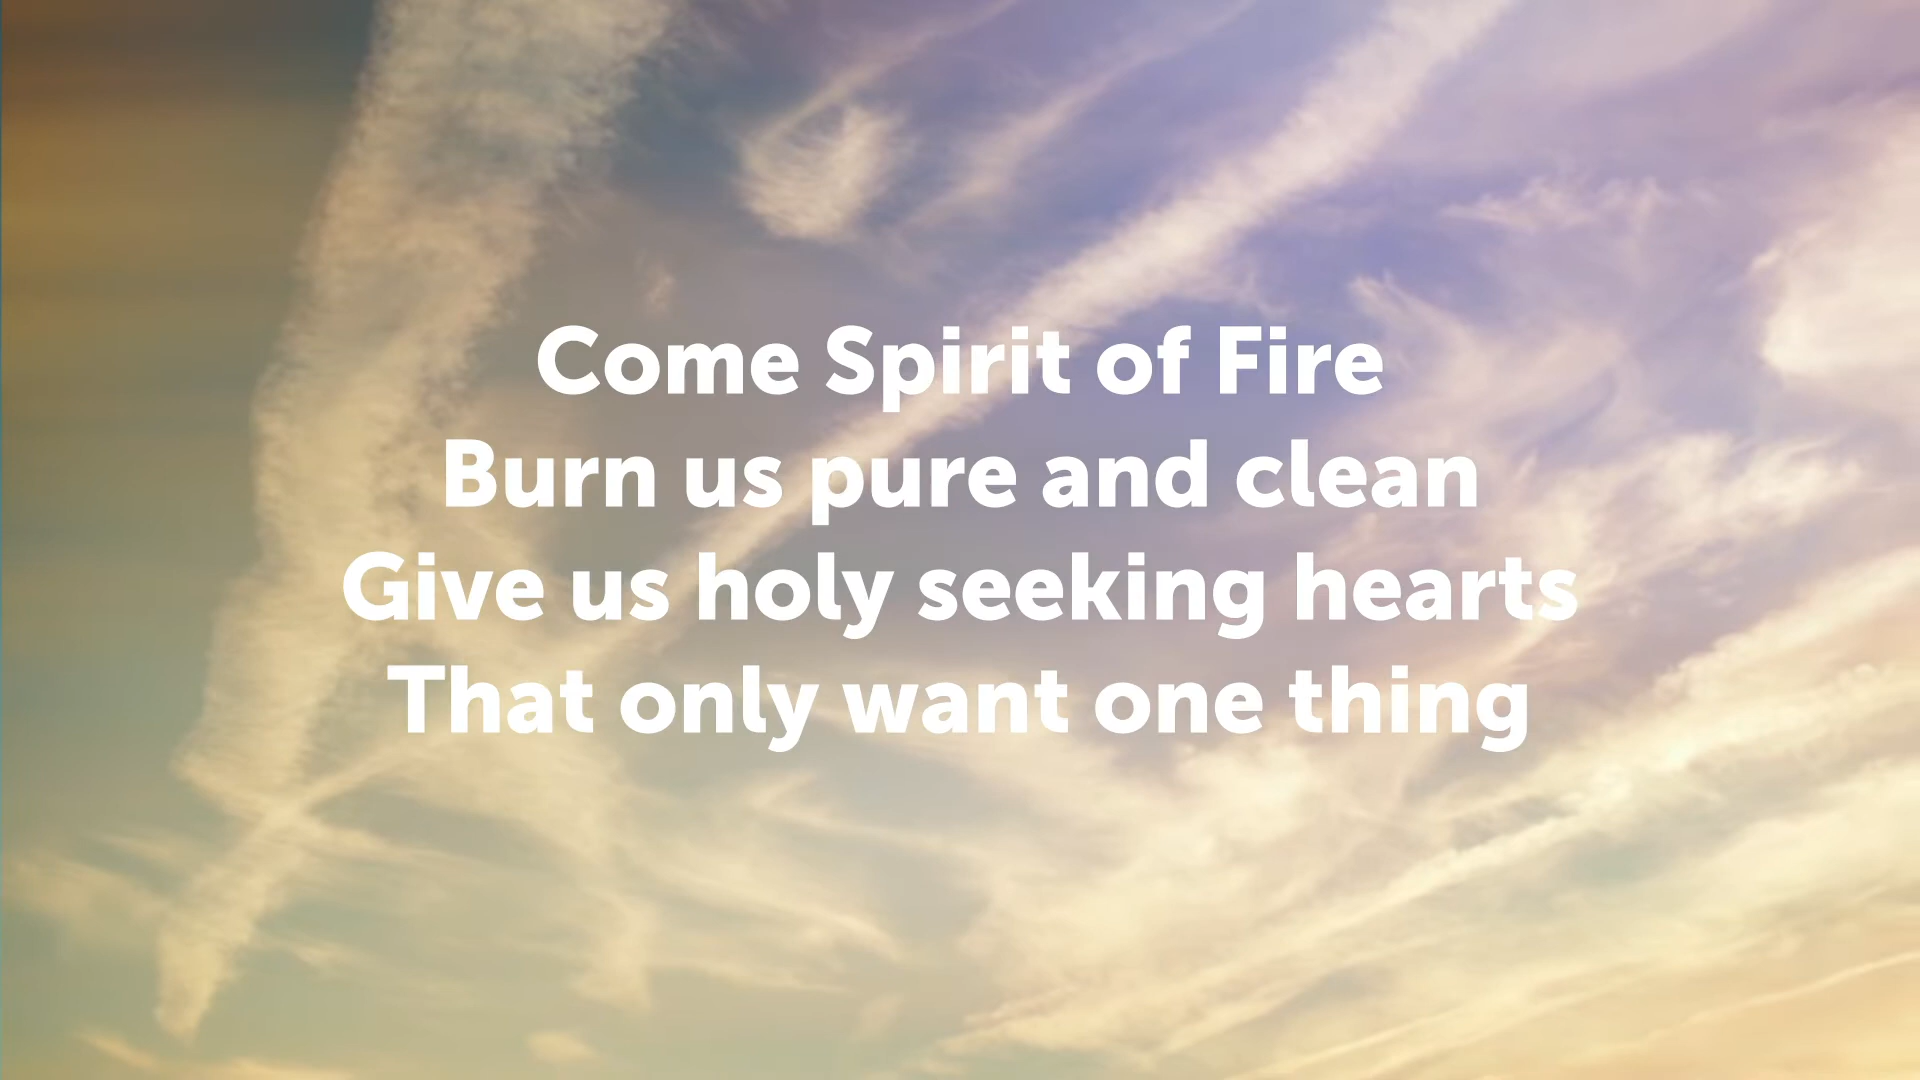 Come Spirit of Fire
Burn us pure and clean
Give us holy seeking hearts
That only want one thing